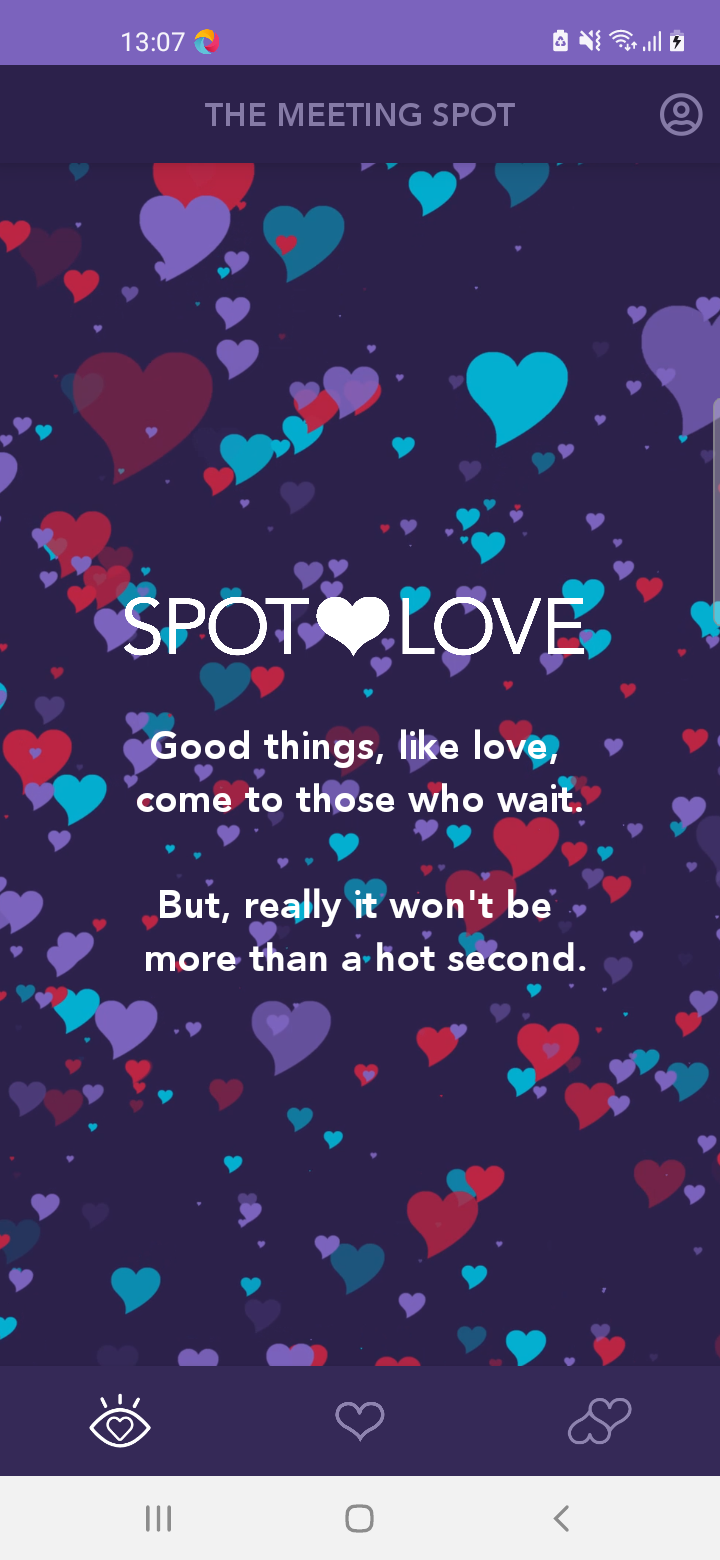 13:07
THE MEETING SPOT
SPOT LOVE
Good things, like love,
come to those who wait.
But, really it won't be
more than a hot second.